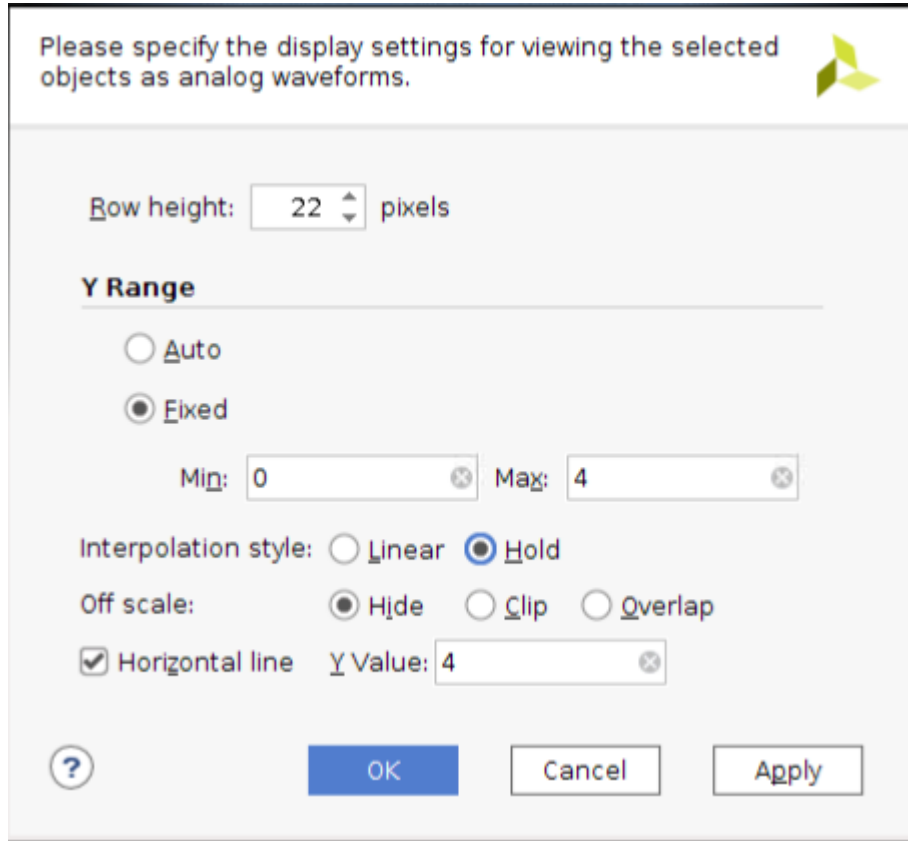 Please specify the display settings for viewing the selected
objects as analog waveforms.
Row height: 22 pixels
Y Range
Auto
Fixed
Min: 0 Max: 4
Interpolation style: Linear Hold
Off scale: Hide Clip Overlap
Horizontal line Y Value: 4
? OK Cancel Apply